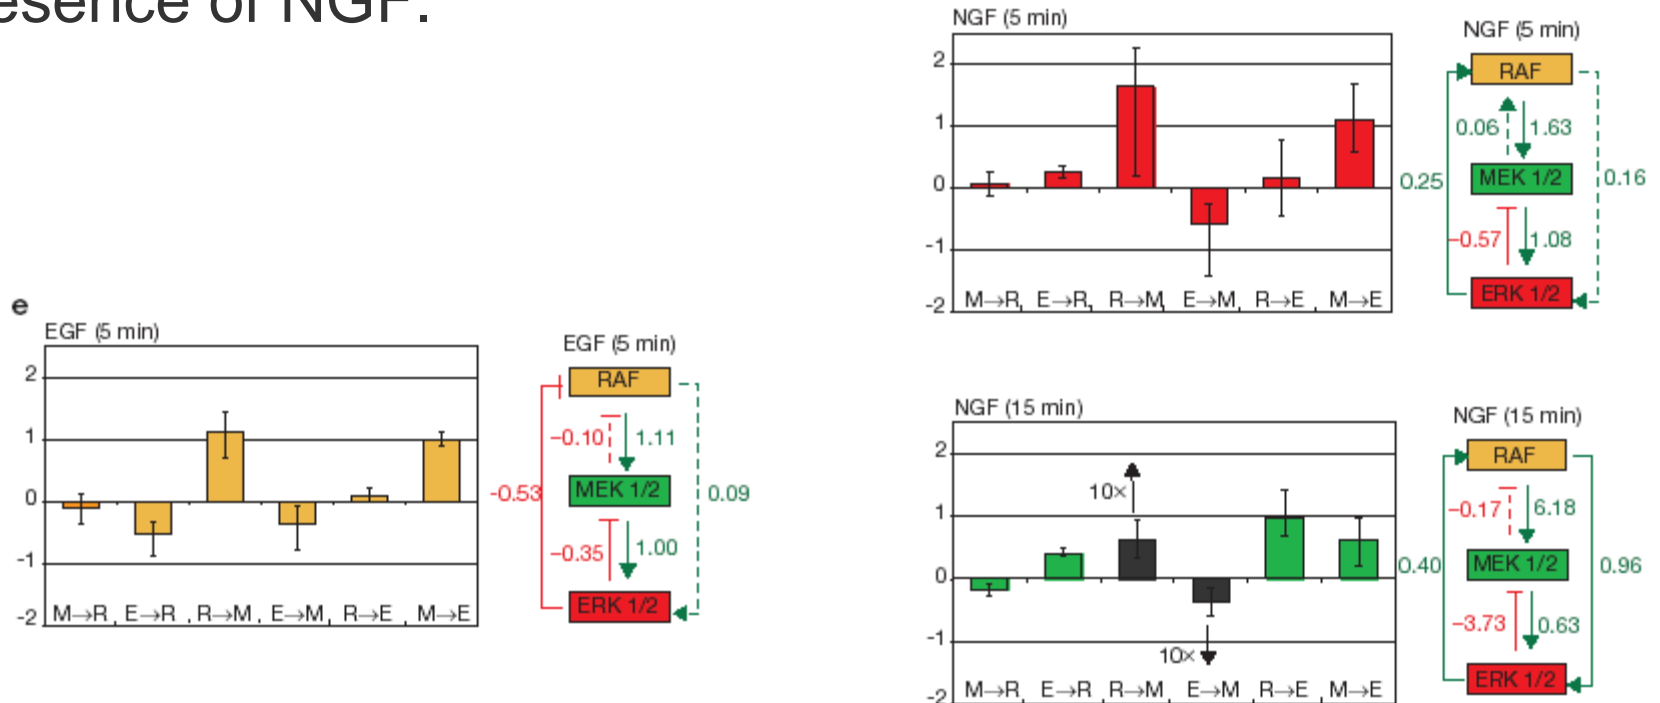 esence of NGF.
NGF (5 min)
2
1
0
-1
-2
M→R E→R R→M E→M R→E M→E
NGF (5 min)
RAF
0.06 1.63
0.25 MEK 1/2 0.16
−0.57 1.08
ERK 1/2
e
EGF (5 min)
2
1
0
-1
-2
M→R E→R R→M E→M R→E M→E
EGF (5 min)
RAF
−0.10 1.11
-0.53 MEK 1/2 0.09
−0.35 1.00
ERK 1/2
NGF (15 min)
2
1
0
-1
-2
10×
10×
M→R E→R R→M E→M R→E M→E
NGF (15 min)
RAF
−0.17 6.18
0.40 MEK 1/2 0.96
−3.73 0.63
ERK 1/2